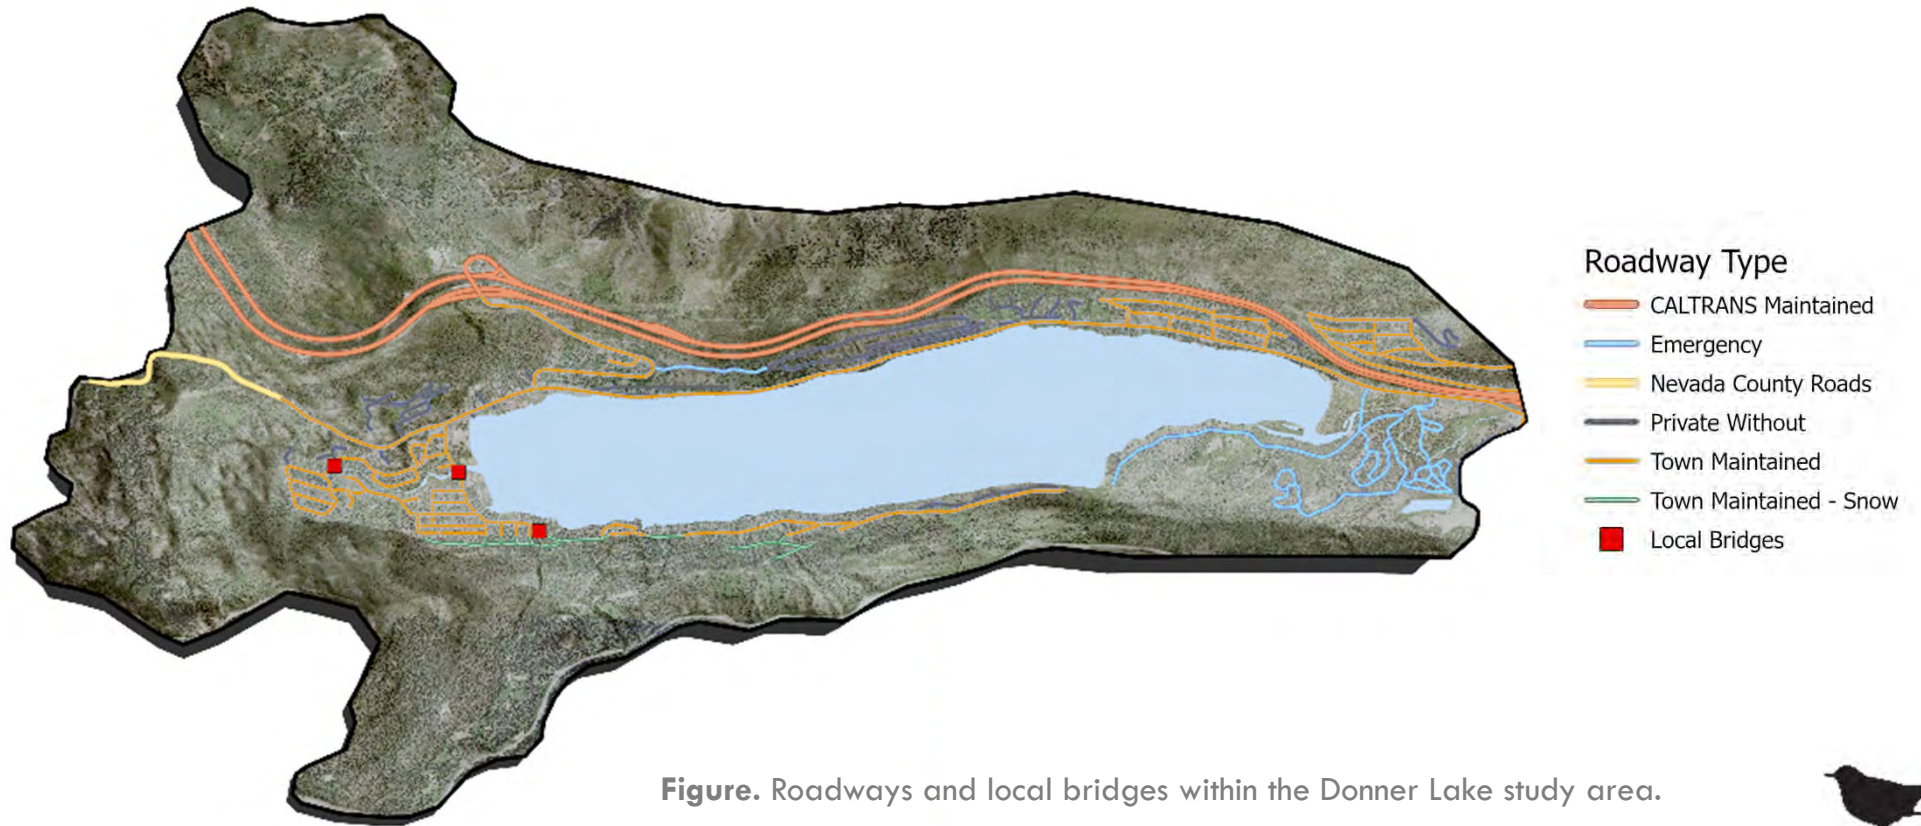 Roadway Type
CALTRANS Maintained
Emergency
Nevada County Roads
Private Without
Town Maintained
Town Maintained - Snow
Local Bridges
Figure. Roadways and local bridges within the Donner Lake study area.